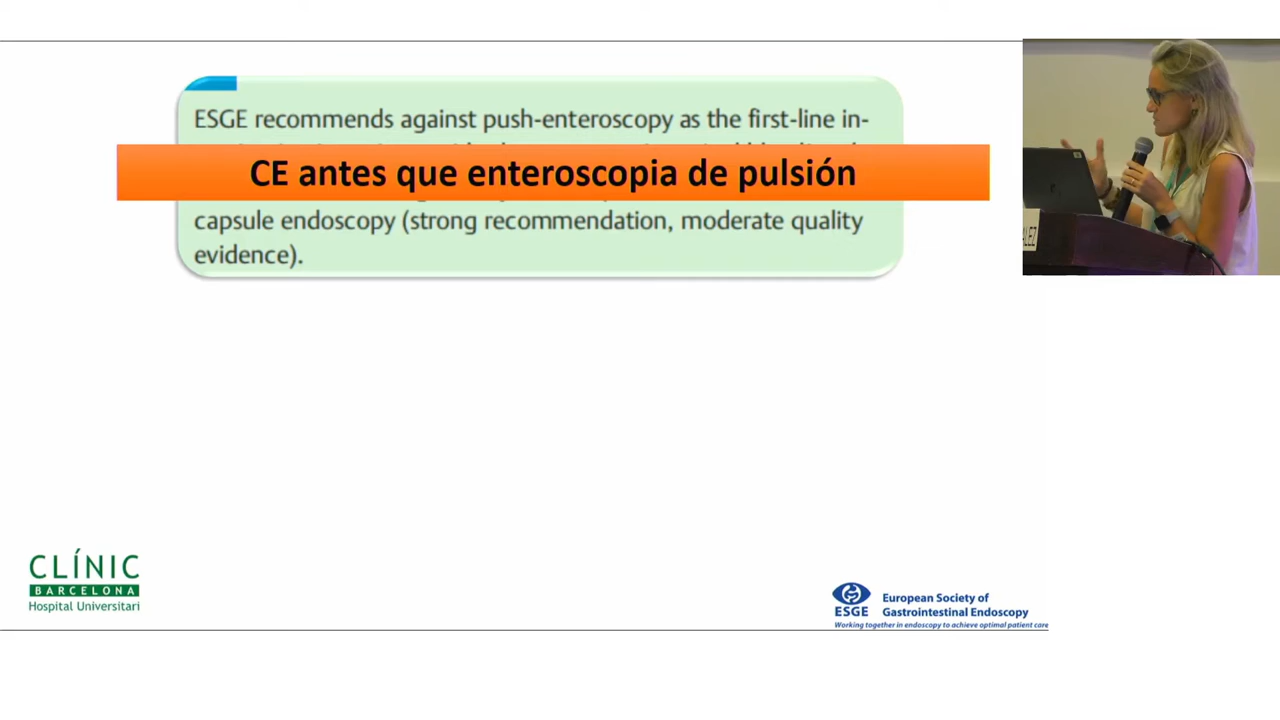 ESGE recommends against push-enteroscopy as the first-line in-
CE antes que enteroscopia de pulsión
capsule endoscopy (strong recommendation, moderate quality
evidence).
ALEZ
CLÍNIC
BARCELONA
Hospital Universitari
ESGE
European Society of
Gastrointestinal Endoscopy
Working together in endoscopy to achieve optimal patient care